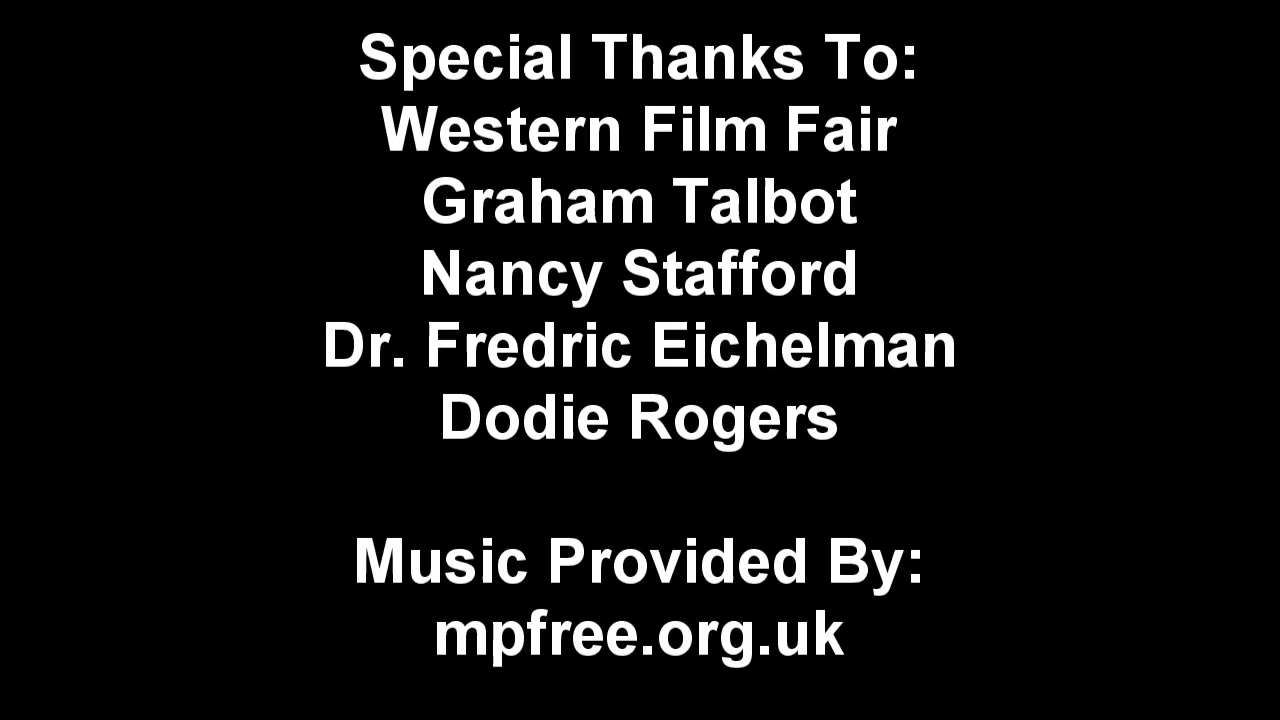 Special Thanks To:
Western Film Fair
Graham Talbot
Nancy Stafford
Dr. Fredric Eichelman
Dodie Rogers
Music Provided By:
mpfree.org.uk